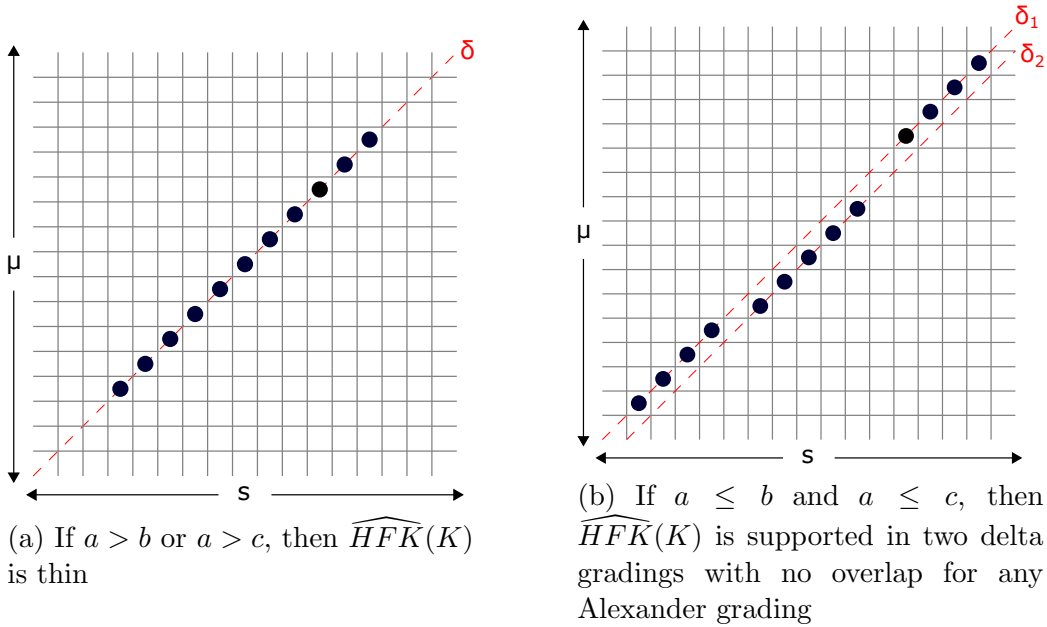 δ
μ
s
(a) If a > b or a > c, then \widehat{HFK}(K)
is thin
δ₁
δ₂
μ
s
(b) If a ≤ b and a ≤ c, then
\widehat{HFK}(K) is supported in two delta
gradings with no overlap for any
Alexander grading